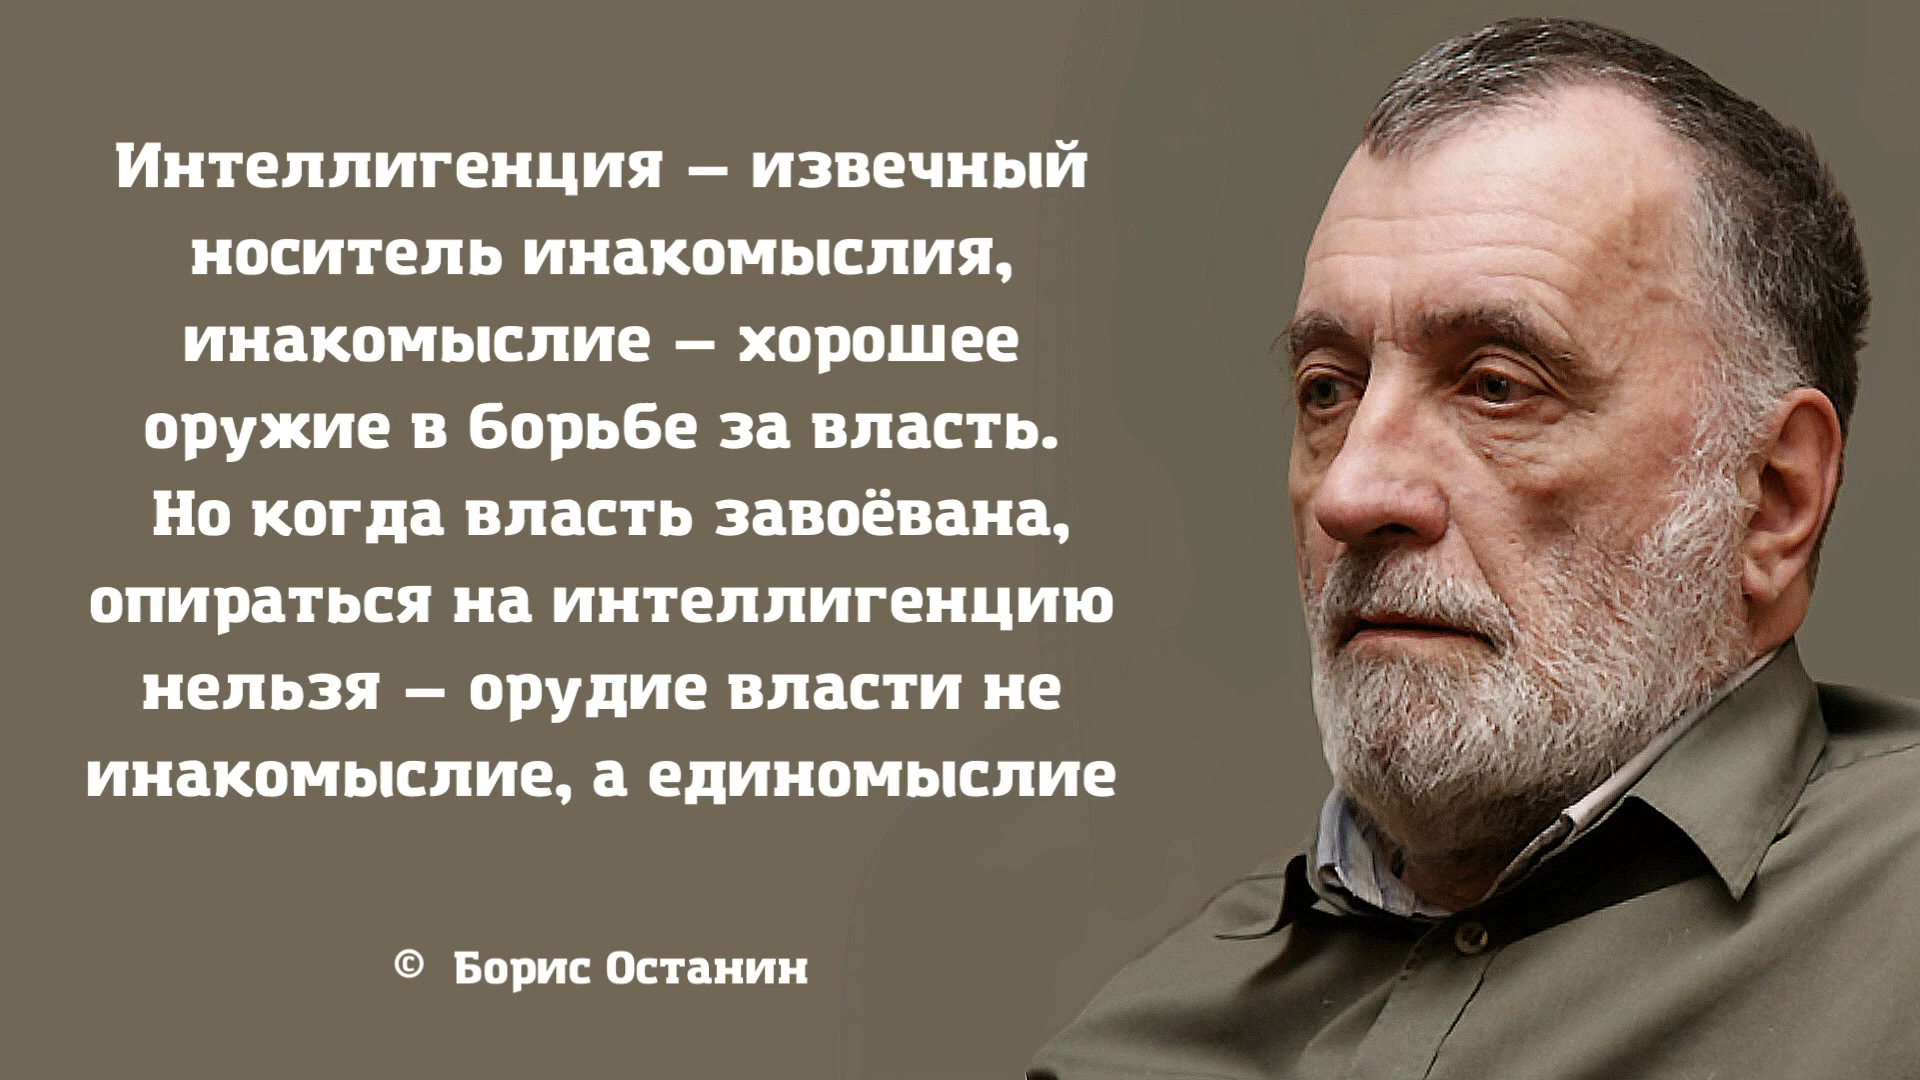 Интеллигенция – извечный
носитель инакомыслия,
инакомыслие – хорошее
оружие в борьбе за власть.
Но когда власть завоёвана,
опираться на интеллигенцию
нельзя – орудие власти не
инакомыслие, а единомыслие
© Борис Останин